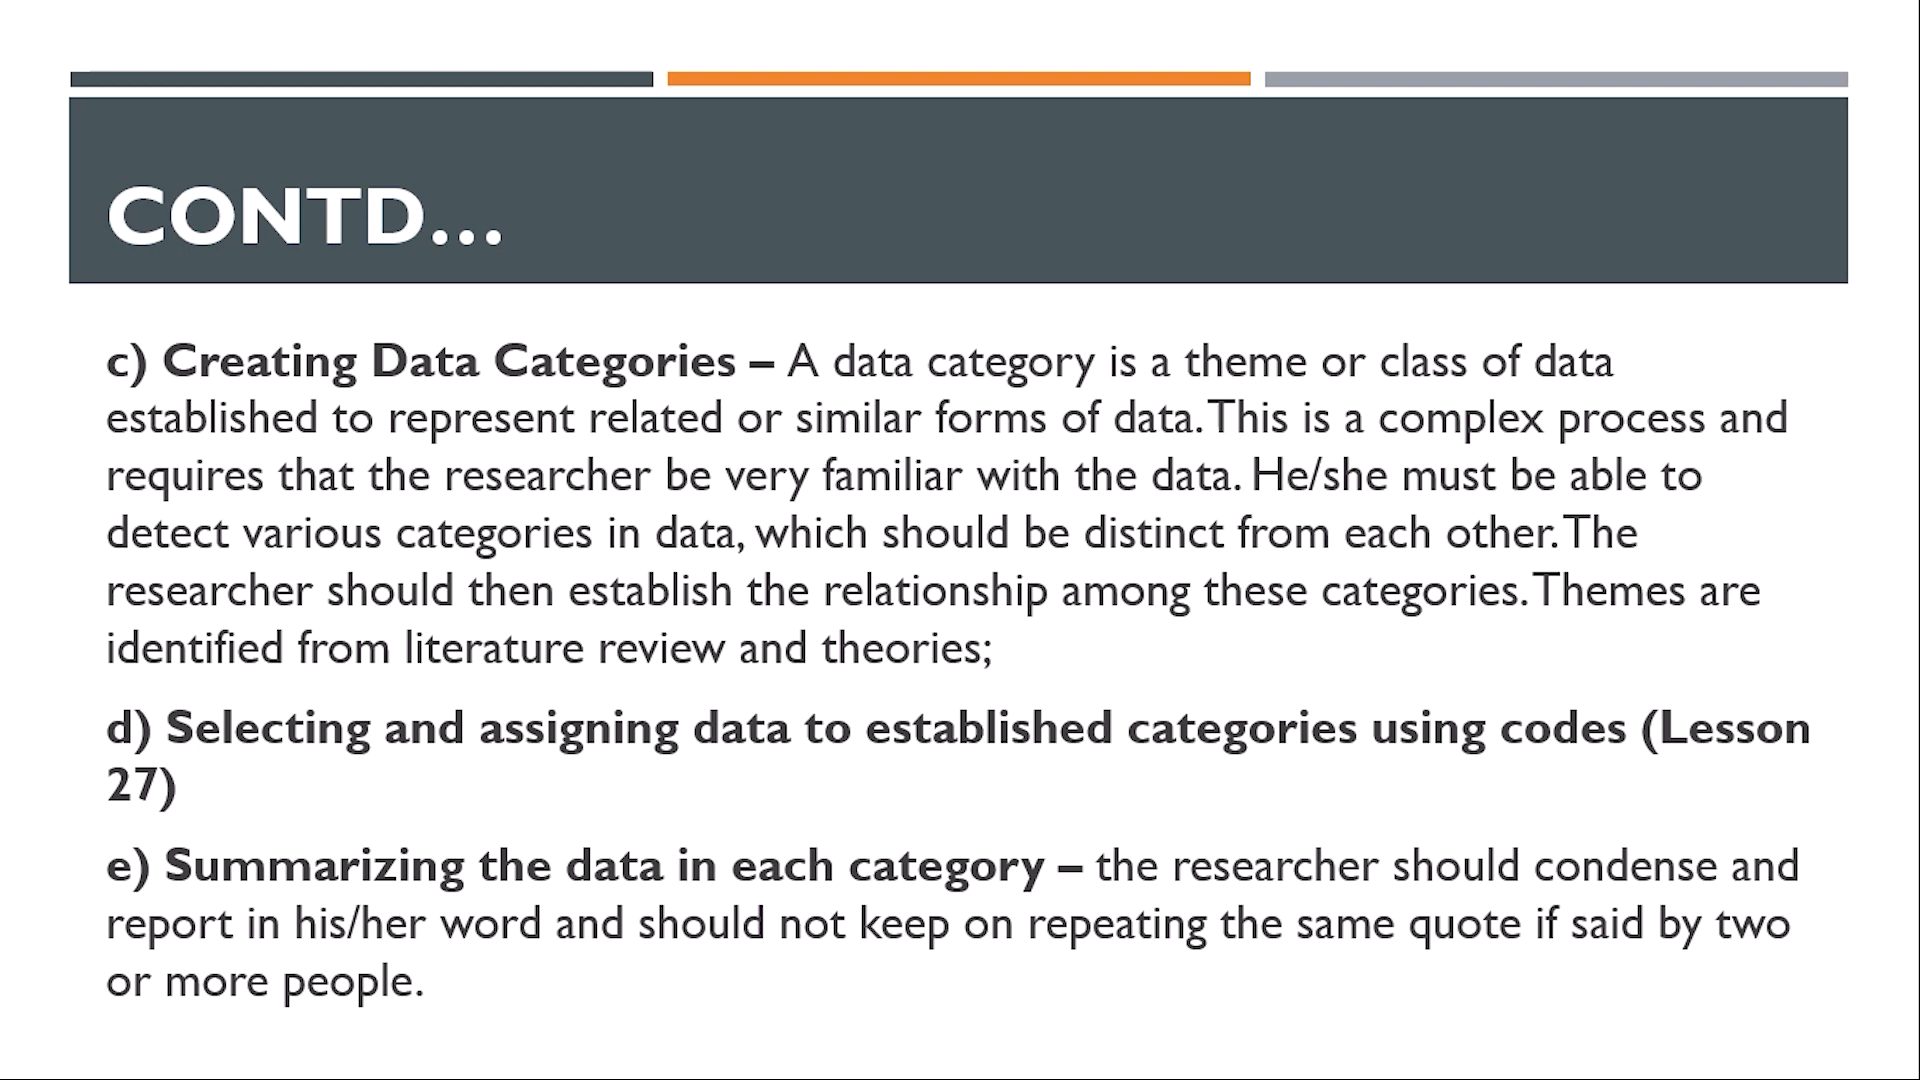 CONTD...
c) Creating Data Categories – A data category is a theme or class of data
established to represent related or similar forms of data. This is a complex process and
requires that the researcher be very familiar with the data. He/she must be able to
detect various categories in data, which should be distinct from each other. The
researcher should then establish the relationship among these categories. Themes are
identified from literature review and theories;
d) Selecting and assigning data to established categories using codes (Lesson
27)
e) Summarizing the data in each category – the researcher should condense and
report in his/her word and should not keep on repeating the same quote if said by two
or more people.